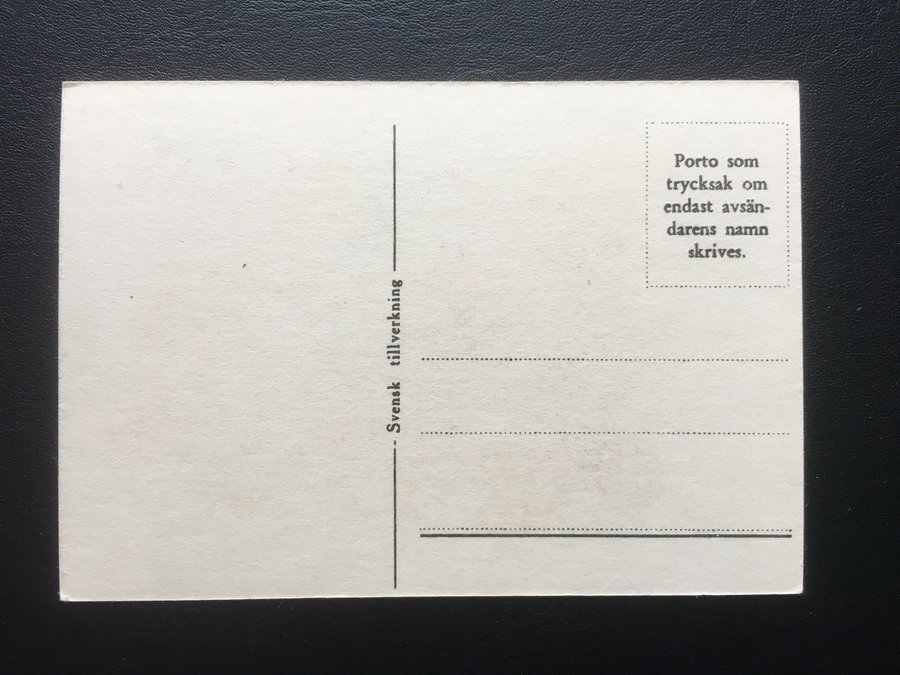 Porto som
trycksak om
endast avsän-
darens namn
skrives.
Svensk tillverkning